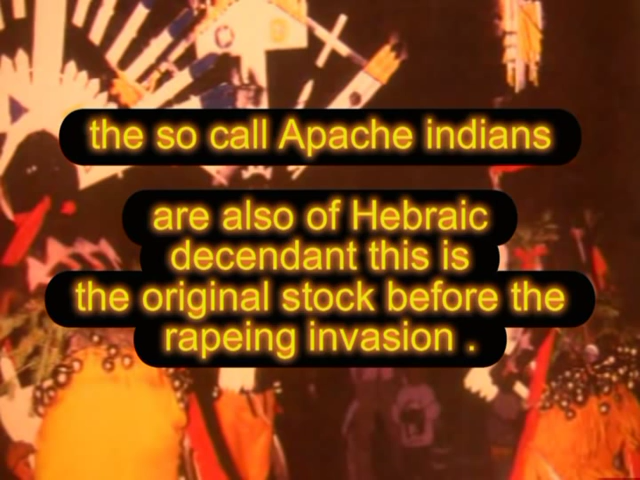 the so call Apache indians
are also of Hebraic
decendant this is
the original stock before the
rapeing invasion .